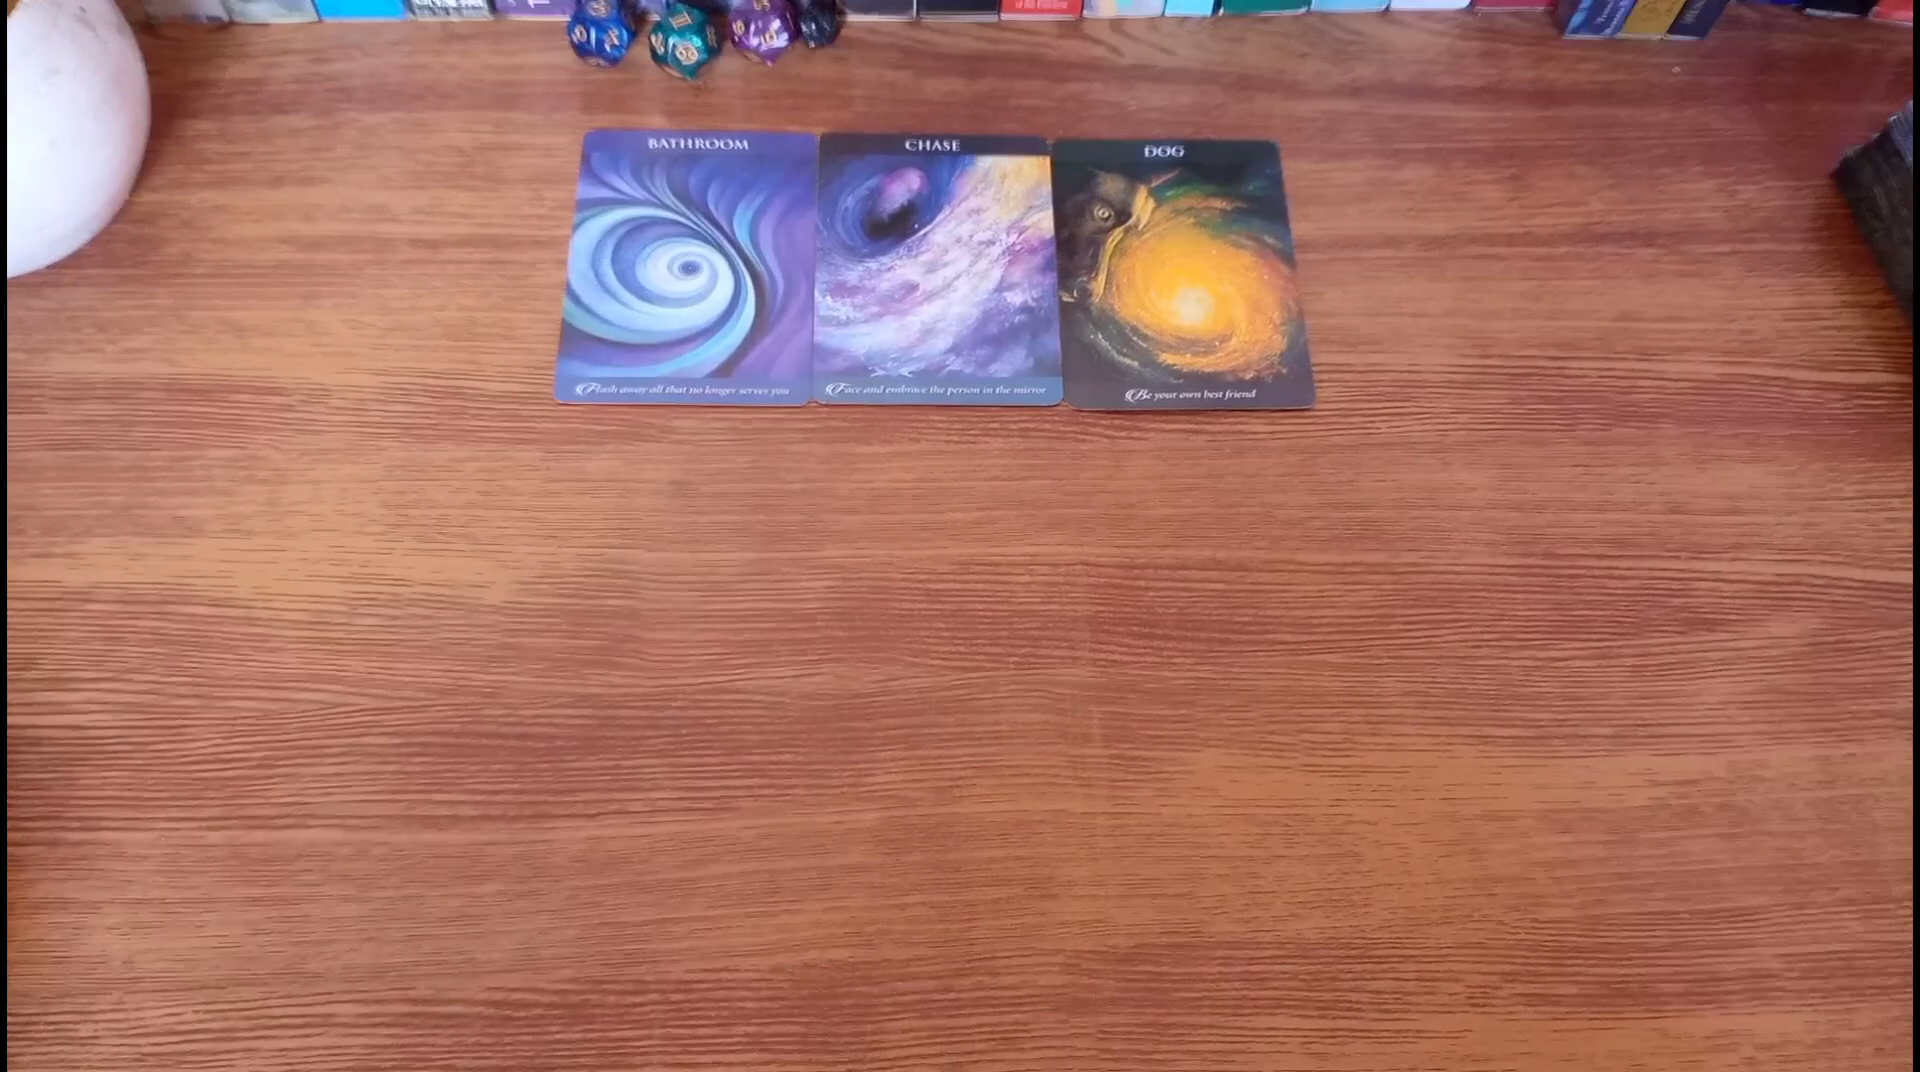 BATHROOM
CHASE
DOG
Flush away all that no longer serves you
Face and embrace the person in the mirror
Be your own best friend